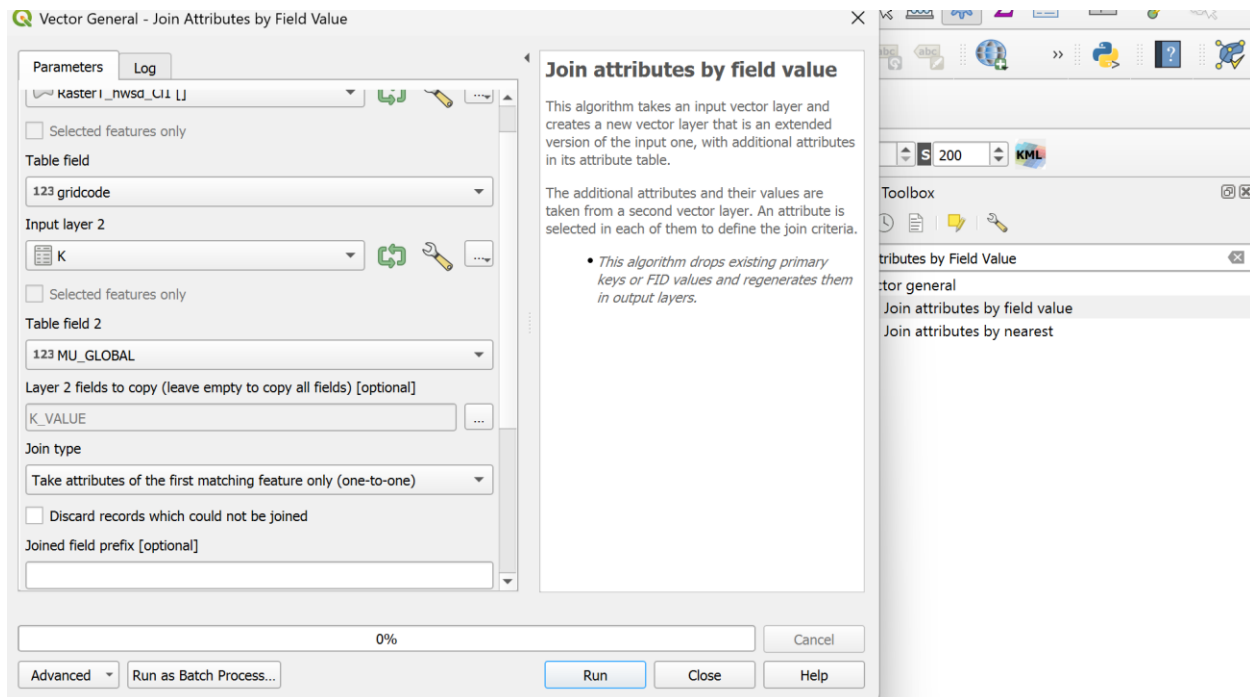 Vector General - Join Attributes by Field Value
Parameters
Log
RasterT_hwsd_Cl1 []
Selected features only
Table field
123 gridcode
Input layer 2
K
Selected features only
Table field 2
123 MU_GLOBAL
Layer 2 fields to copy (leave empty to copy all fields) [optional]
K_VALUE
...
Join type
Take attributes of the first matching feature only (one-to-one)
Discard records which could not be joined
Joined field prefix [optional]
Join attributes by field value
This algorithm takes an input vector layer and
creates a new vector layer that is an extended
version of the input one, with additional attributes
in its attribute table.
The additional attributes and their values are
taken from a second vector layer. An attribute is
selected in each of them to define the join criteria.
• This algorithm drops existing primary
keys or FID values and regenerates them
in output layers.
0%
Cancel
Advanced
Run as Batch Process...
Run
Close
Help
abc
abc
»
?
S 200
KML
Toolbox
tributes by Field Value
ctor general
Join attributes by field value
Join attributes by nearest